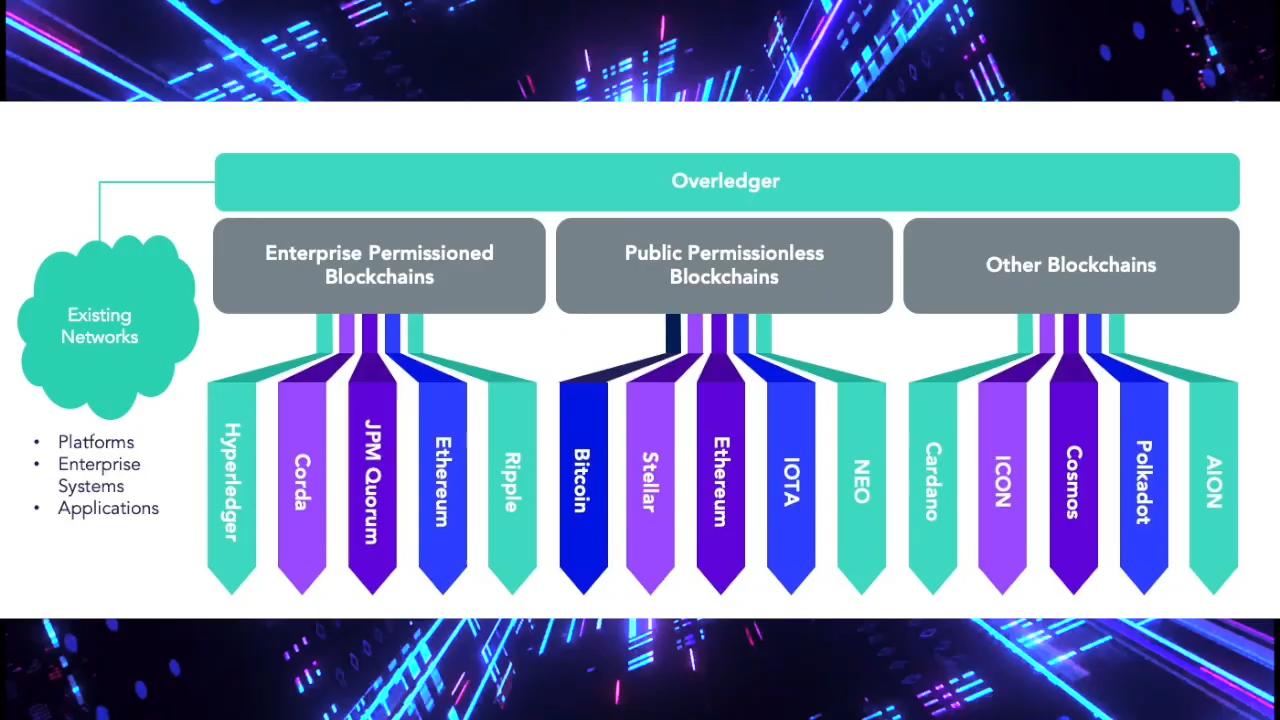 Overledger
Enterprise Permissioned
Blockchains
Public Permissionless
Blockchains
Other Blockchains
Existing
Networks
• Platforms
• Enterprise
Systems
• Applications
Hyperledger
Corda
JPM Quorum
Ethereum
Ripple
Bitcoin
Stellar
Ethereum
IOTA
NEO
Cardano
ICON
Cosmos
Polkadot
AION